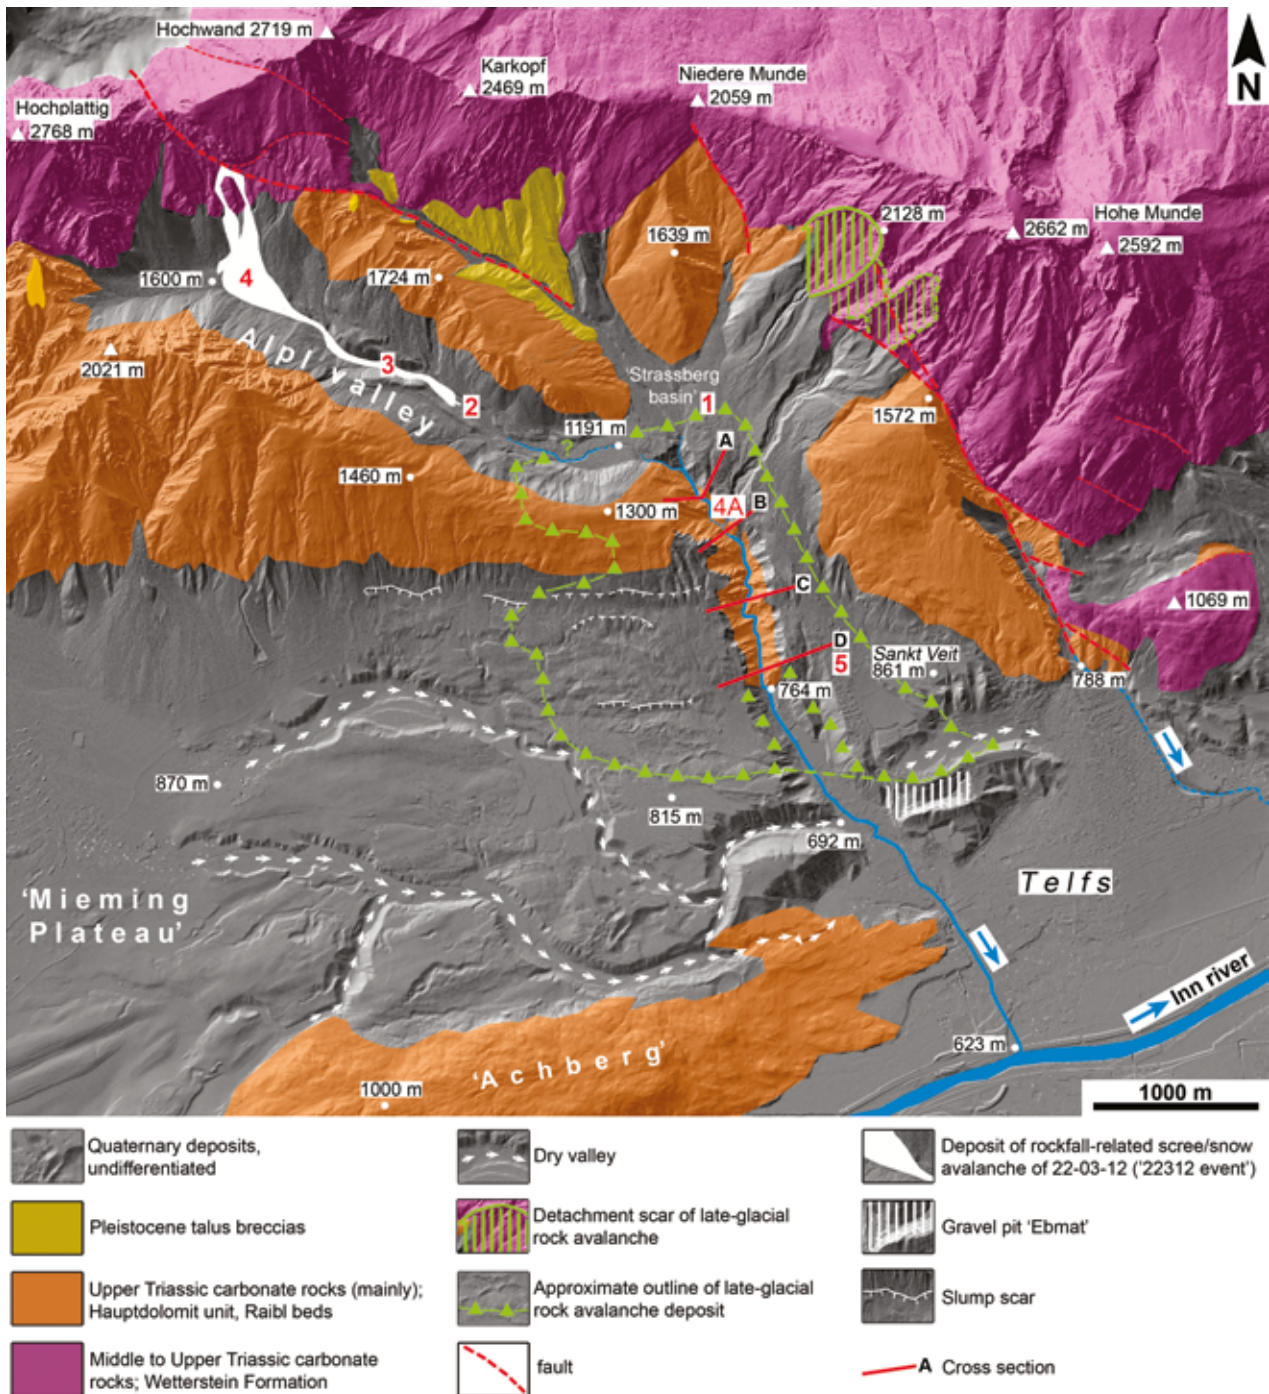 Hochwand 2719 m
Karkopf
2469 m
Niedere Munde
2059 m
N
Hochplattig
2768 m
2128 m
Hohe Munde
2662 m
2592 m
1639 m
1600 m
4
1724 m
Alpl valley
2021 m
3
2
'Strassberg
basin'
1
1572 m
1191 m
?
A
1460 m
1300 m
4A
B
C
1069 m
D
5
Sankt Veit
861 m
764 m
788 m
870 m
815 m
692 m
'Mieming
Plateau'
Telfs
Inn river
623 m
'Achberg'
1000 m
1000 m
Quaternary deposits,
undifferentiated
Pleistocene talus breccias
Upper Triassic carbonate rocks (mainly);
Hauptdolomit unit, Raibl beds
Middle to Upper Triassic carbonate
rocks; Wetterstein Formation
Dry valley
Detachment scar of late-glacial
rock avalanche
Approximate outline of late-glacial
rock avalanche deposit
fault
Deposit of rockfall-related scree/snow
avalanche of 22-03-12 ('22312 event')
Gravel pit 'Ebmat'
Slump scar
A Cross section